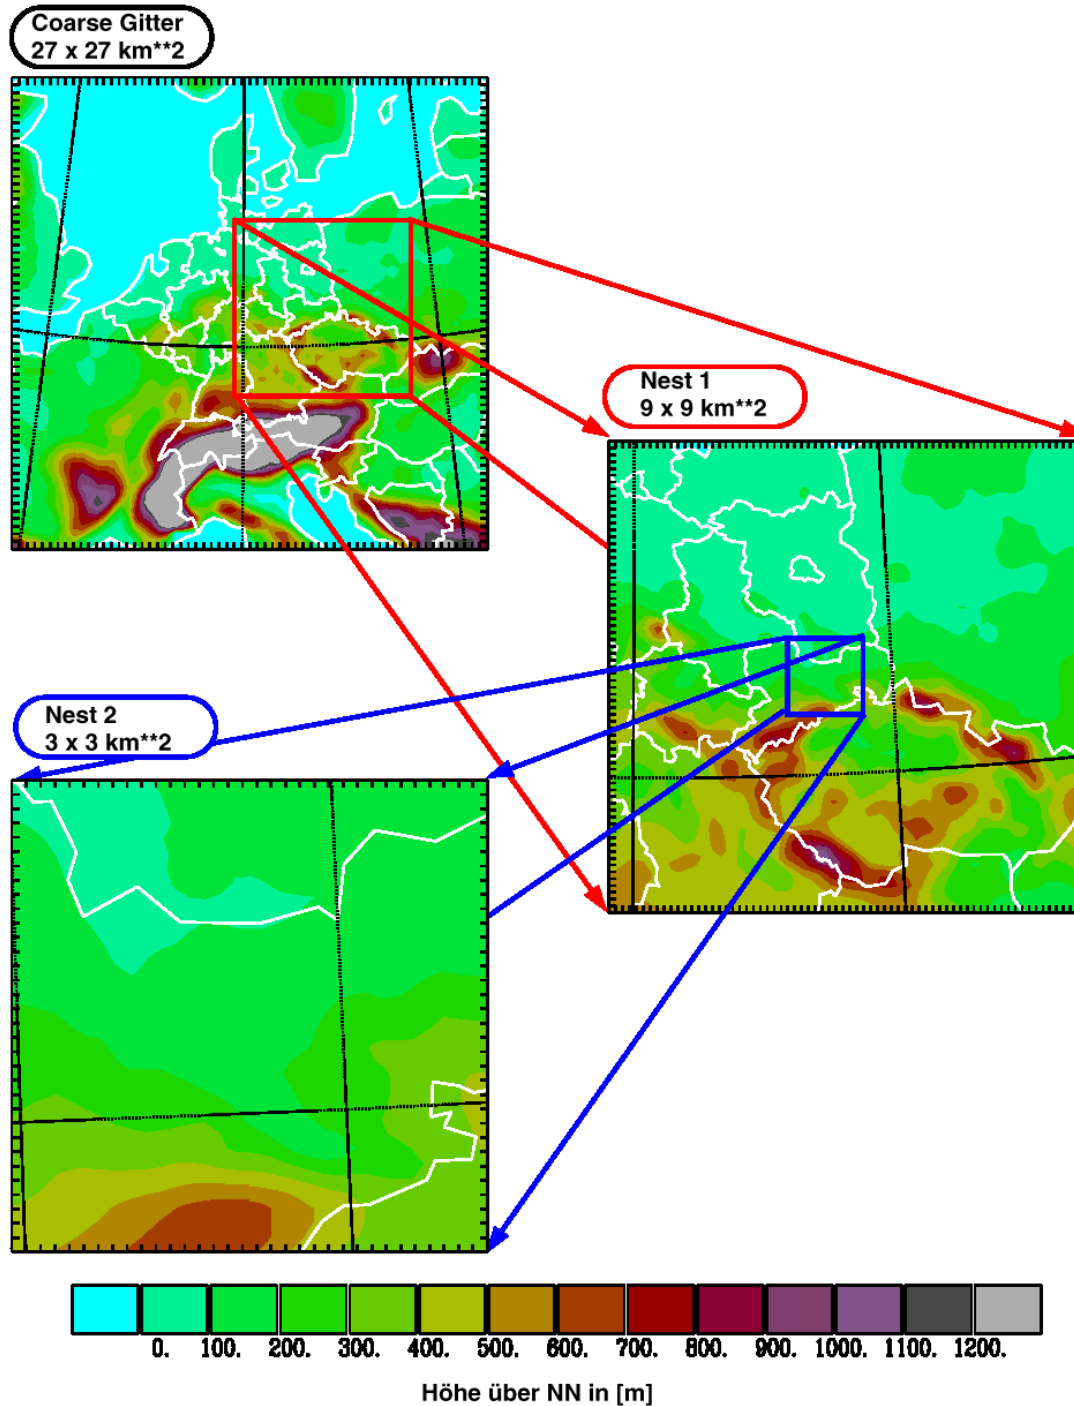 Coarse Gitter
27 x 27 km**2
Nest 1
9 x 9 km**2
Nest 2
3 x 3 km**2
0. 100. 200. 300. 400. 500. 600. 700. 800. 900. 1000. 1100. 1200.
Höhe über NN in [m]